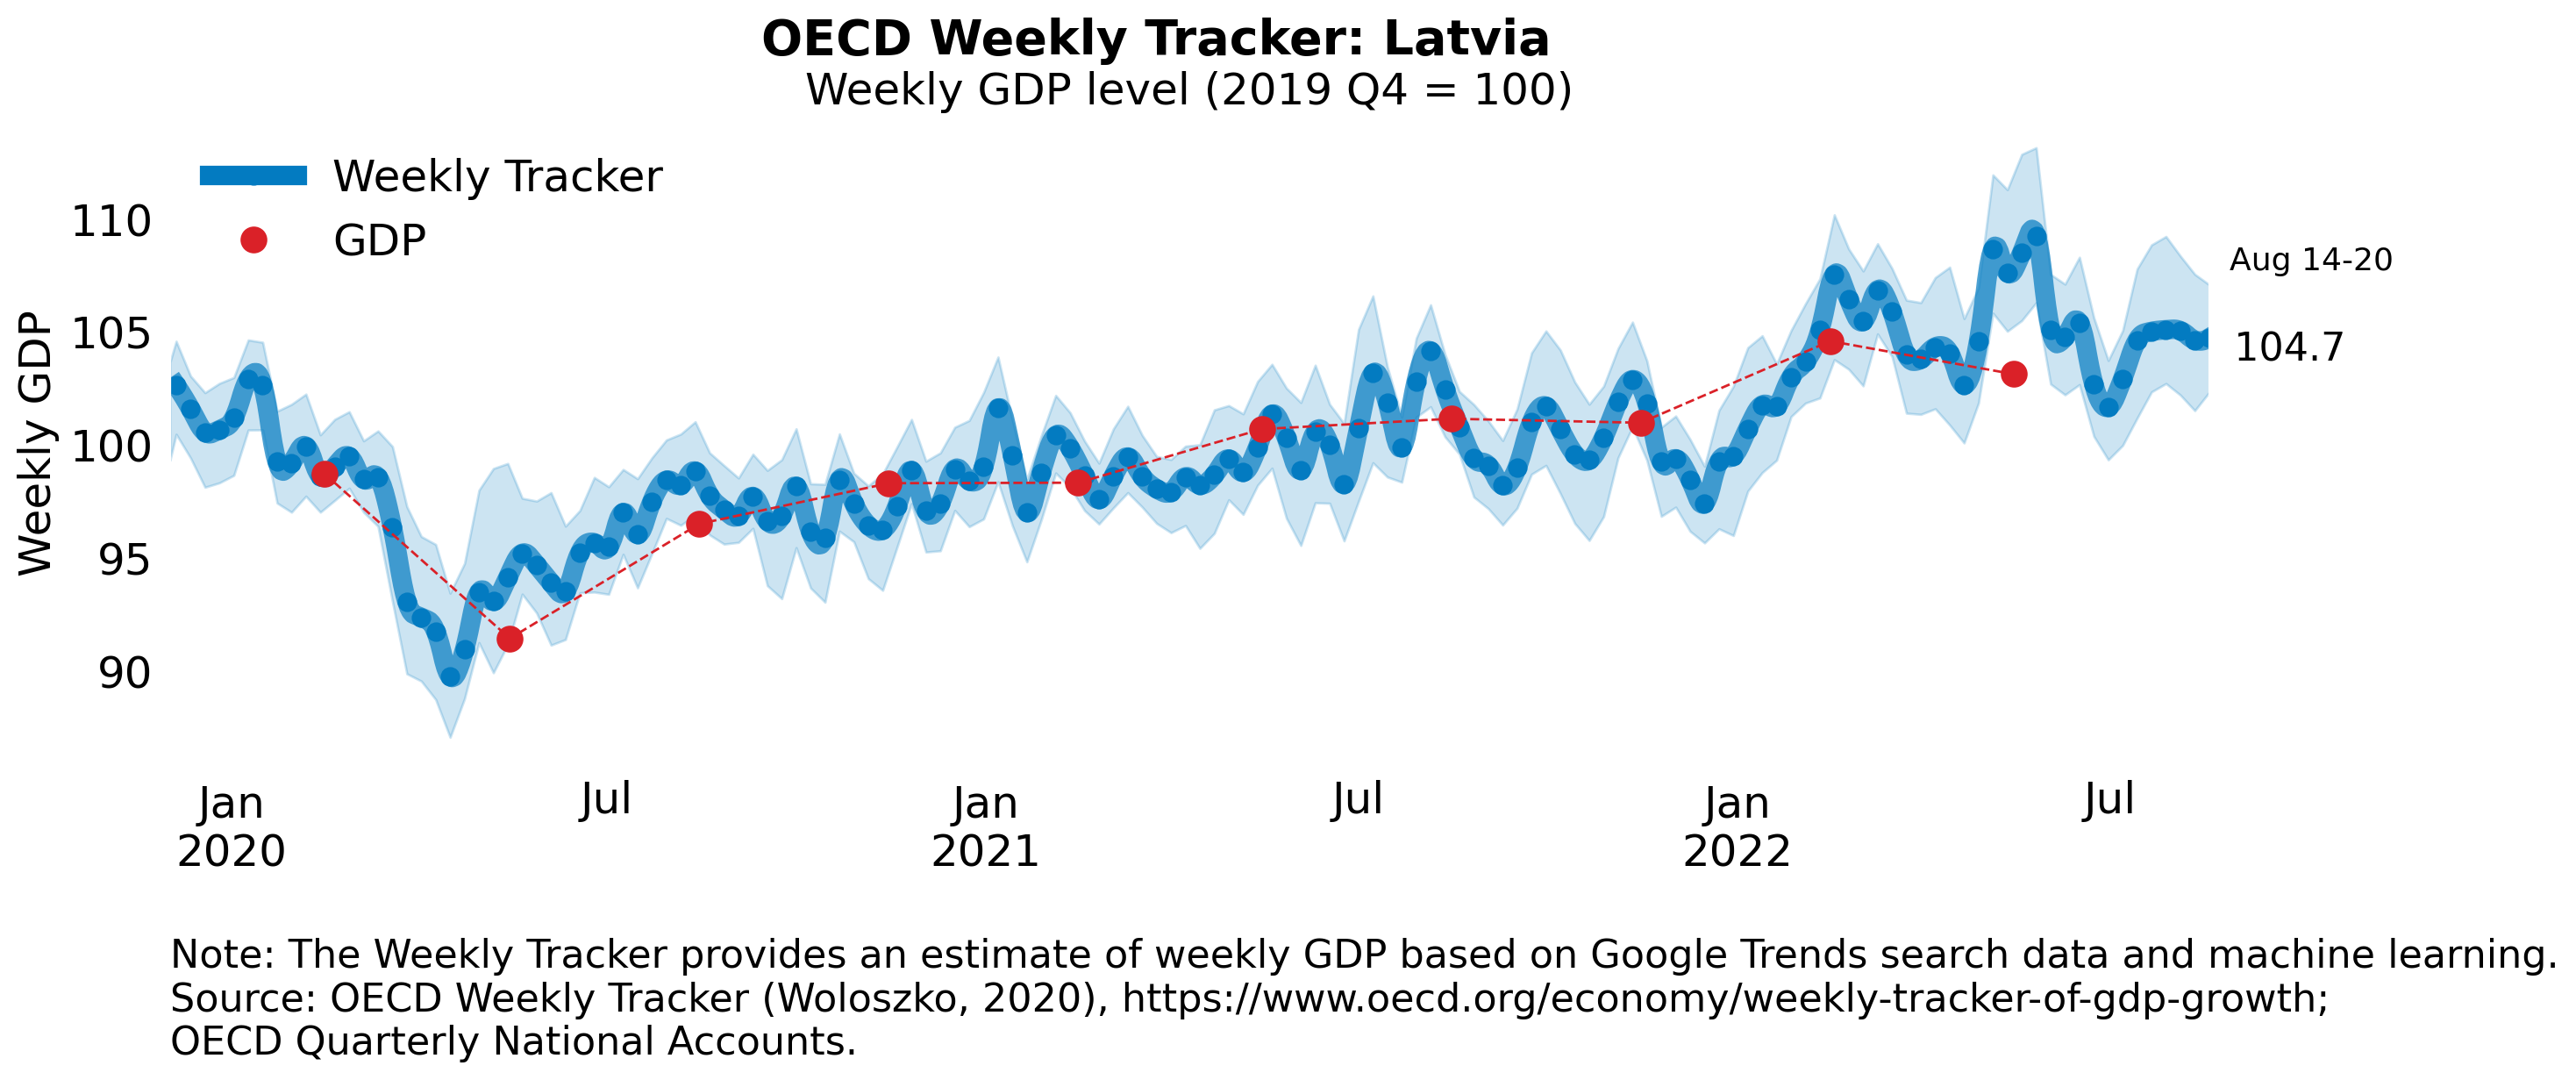 OECD Weekly Tracker: Latvia
Weekly GDP level (2019 Q4 = 100)
Weekly Tracker
GDP
110
105
100
95
90
Weekly GDP
Aug 14-20
104.7
Jan
2020
Jul
Jan
2021
Jul
Jan
2022
Jul
Note: The Weekly Tracker provides an estimate of weekly GDP based on Google Trends search data and machine learning.
Source: OECD Weekly Tracker (Woloszko, 2020), https://www.oecd.org/economy/weekly-tracker-of-gdp-growth;
OECD Quarterly National Accounts.